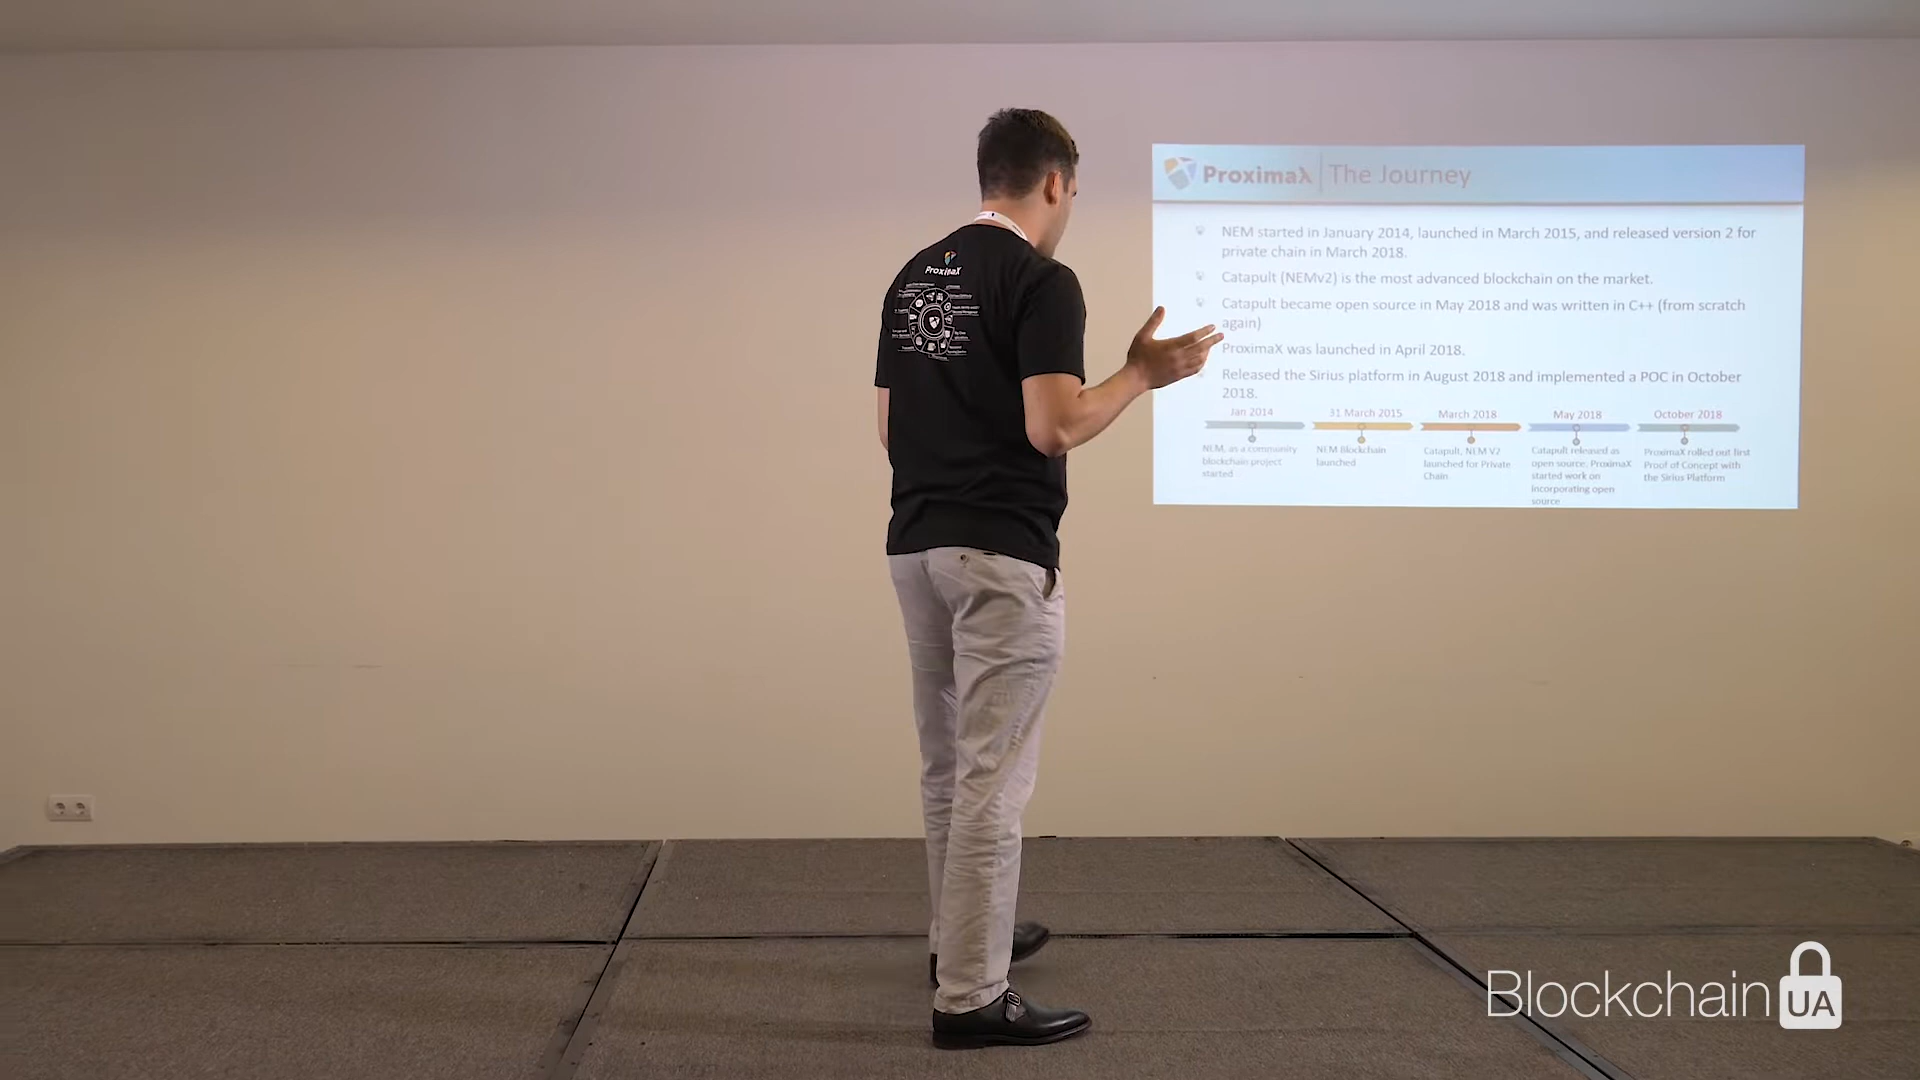 ProximaX The Journey
NEM started in January 2014, launched in March 2015, and released version 2 for
private chain in March 2018.
Catapult (NEMv2) is the most advanced blockchain on the market.
Catapult became open source in May 2018 and was written in C++ (from scratch
again)
ProximaX was launched in April 2018.
Released the Sirius platform in August 2018 and implemented a POC in October
2018.
Jan 2014
31 March 2015
March 2018
May 2018
October 2018
NEM, as a community
blockchain project
started
NEM Blockchain
launched
Catapult, NEM V2
launched for Private
Chain
Catapult released as
open source, ProximaX
started work on
incorporating open
source
ProximaX rolled out first
Proof of Concept with
the Sirius Platform
ProximaX
Blockchain UA